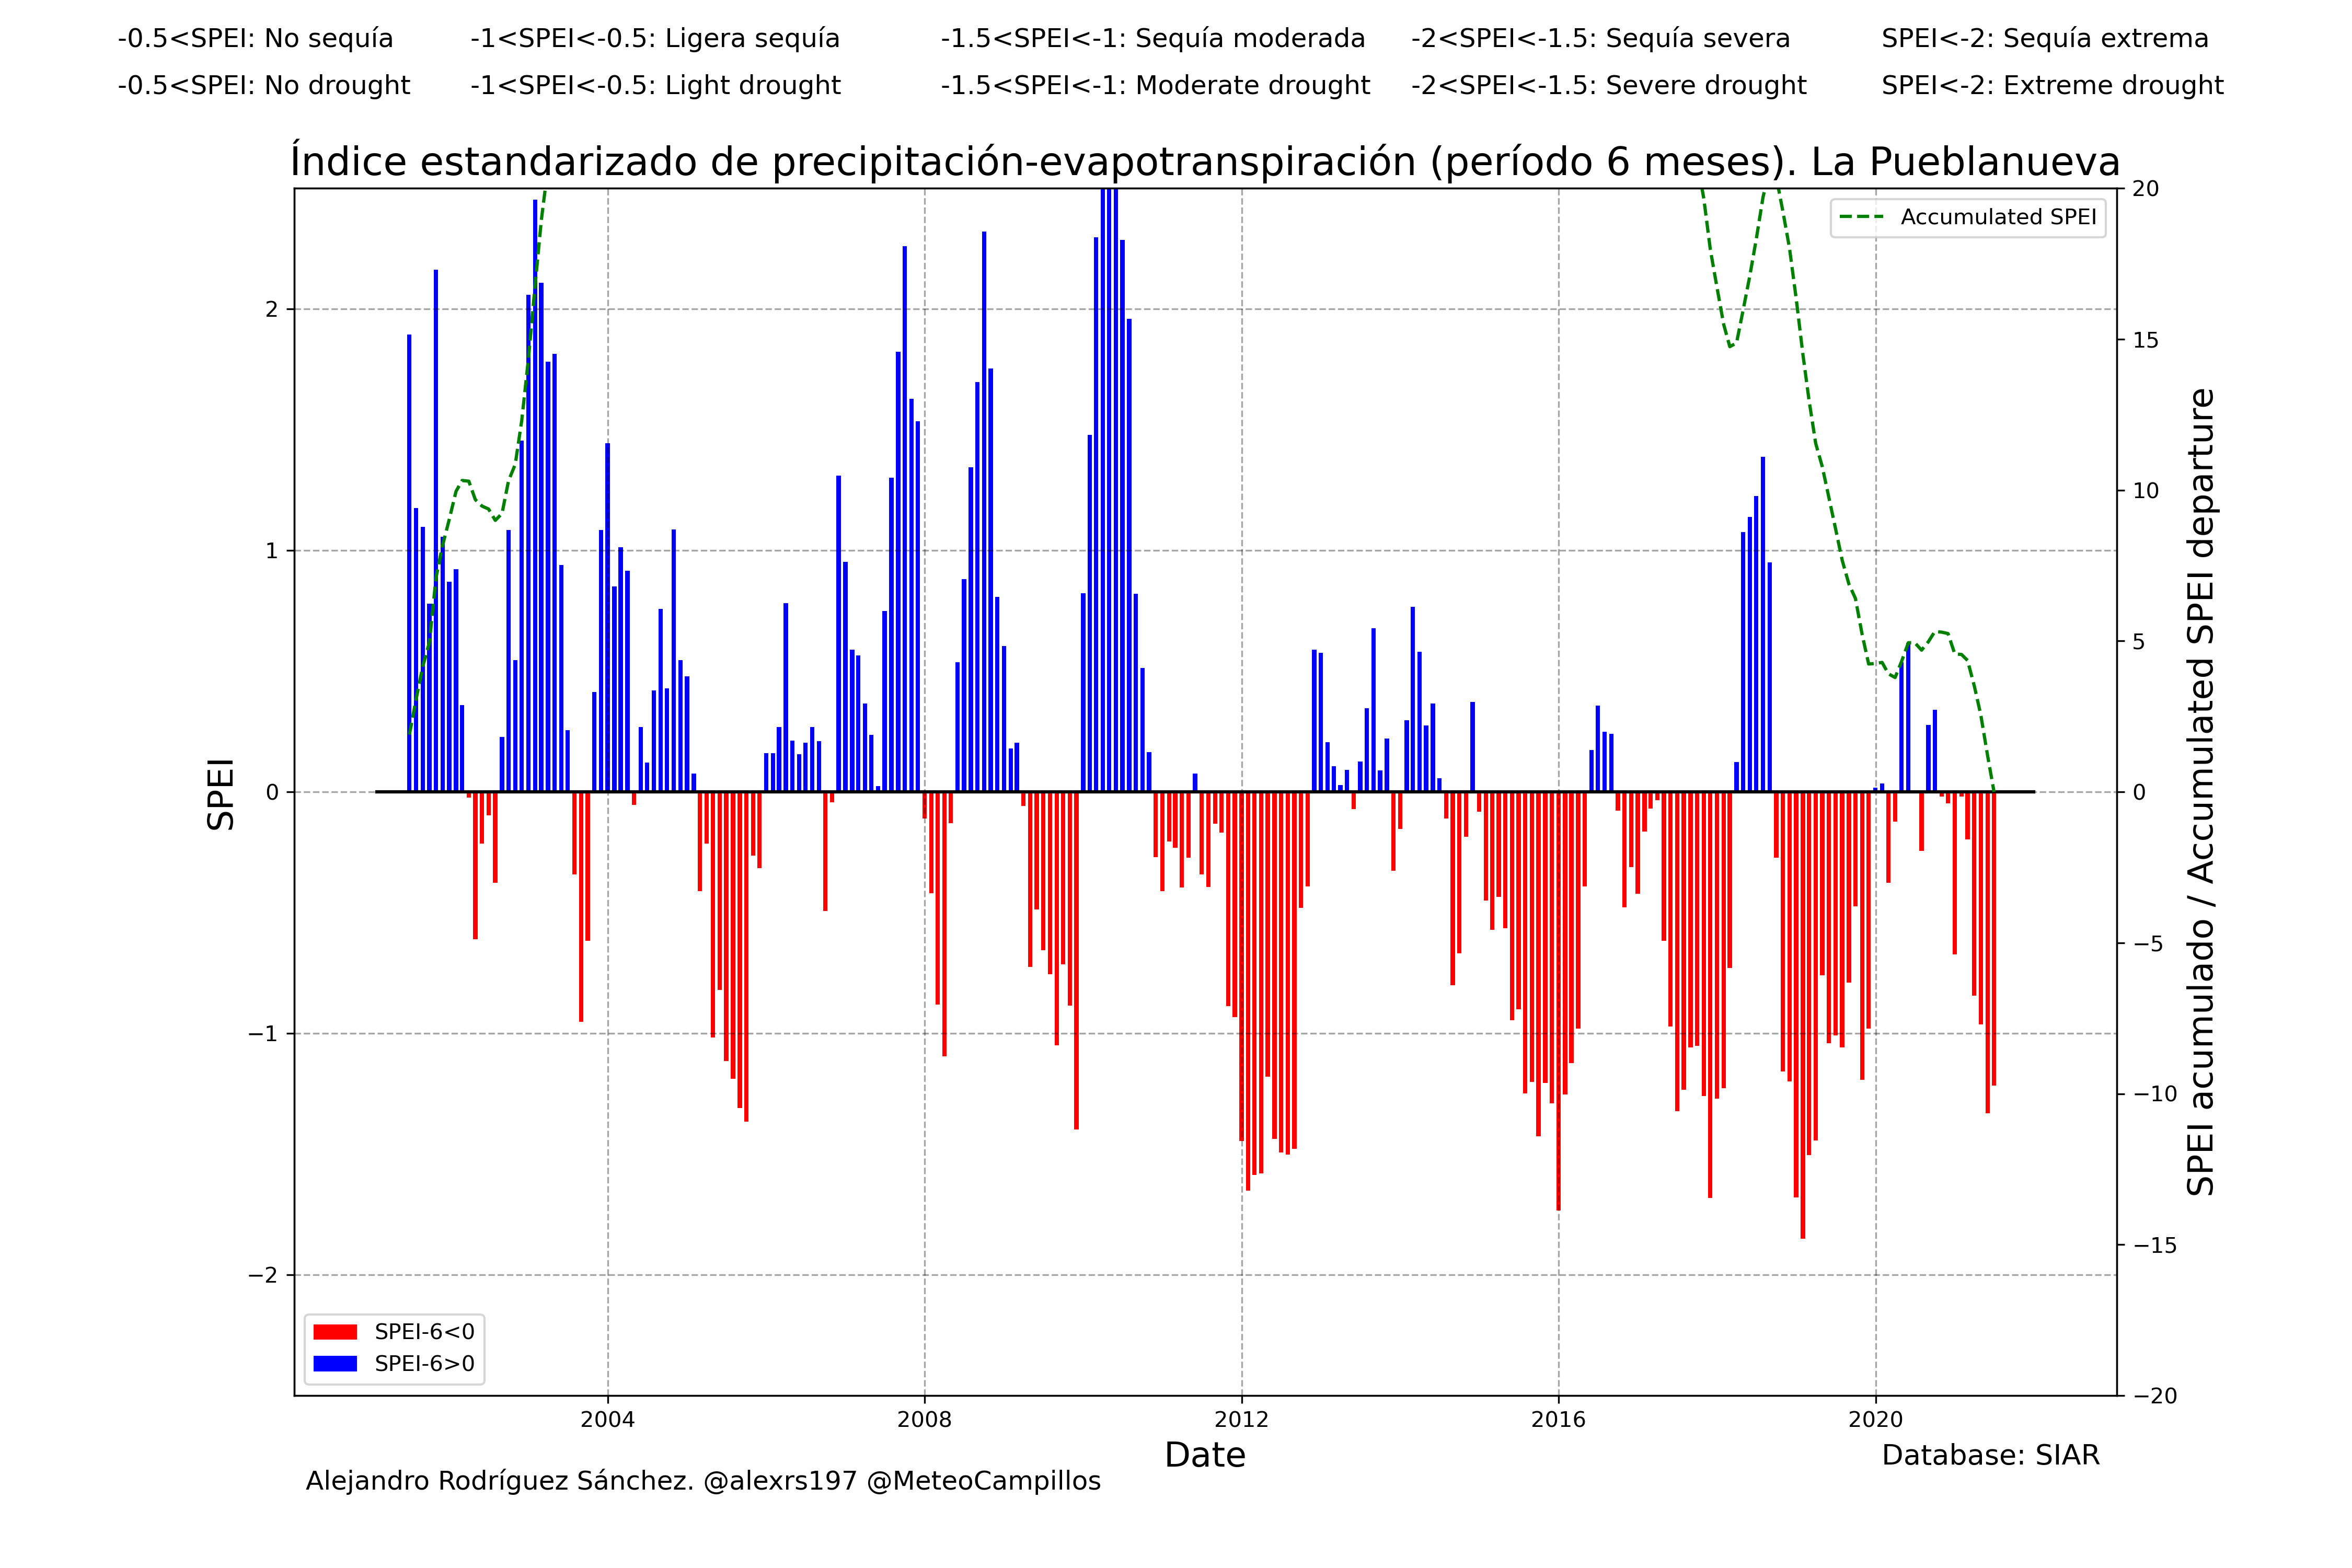 -0.5<SPEI: No sequía -1<SPEI<-0.5: Ligera sequía -1.5<SPEI<-1: Sequía moderada -2<SPEI<-1.5: Sequía severa SPEI<-2: Sequía extrema
-0.5<SPEI: No drought -1<SPEI<-0.5: Light drought -1.5<SPEI<-1: Moderate drought -2<SPEI<-1.5: Severe drought SPEI<-2: Extreme drought
Índice estandarizado de precipitación-evapotranspiración (período 6 meses). La Pueblanueva
Accumulated SPEI
SPEI
2
1
0
−1
−2
20
15
10
5
0
−5
−10
−15
−20
SPEI acumulado / Accumulated SPEI departure
SPEI-6<0
SPEI-6>0
2004 2008 2012 2016 2020
Date
Database: SIAR
Alejandro Rodríguez Sánchez. @alexrs197 @MeteoCampillos